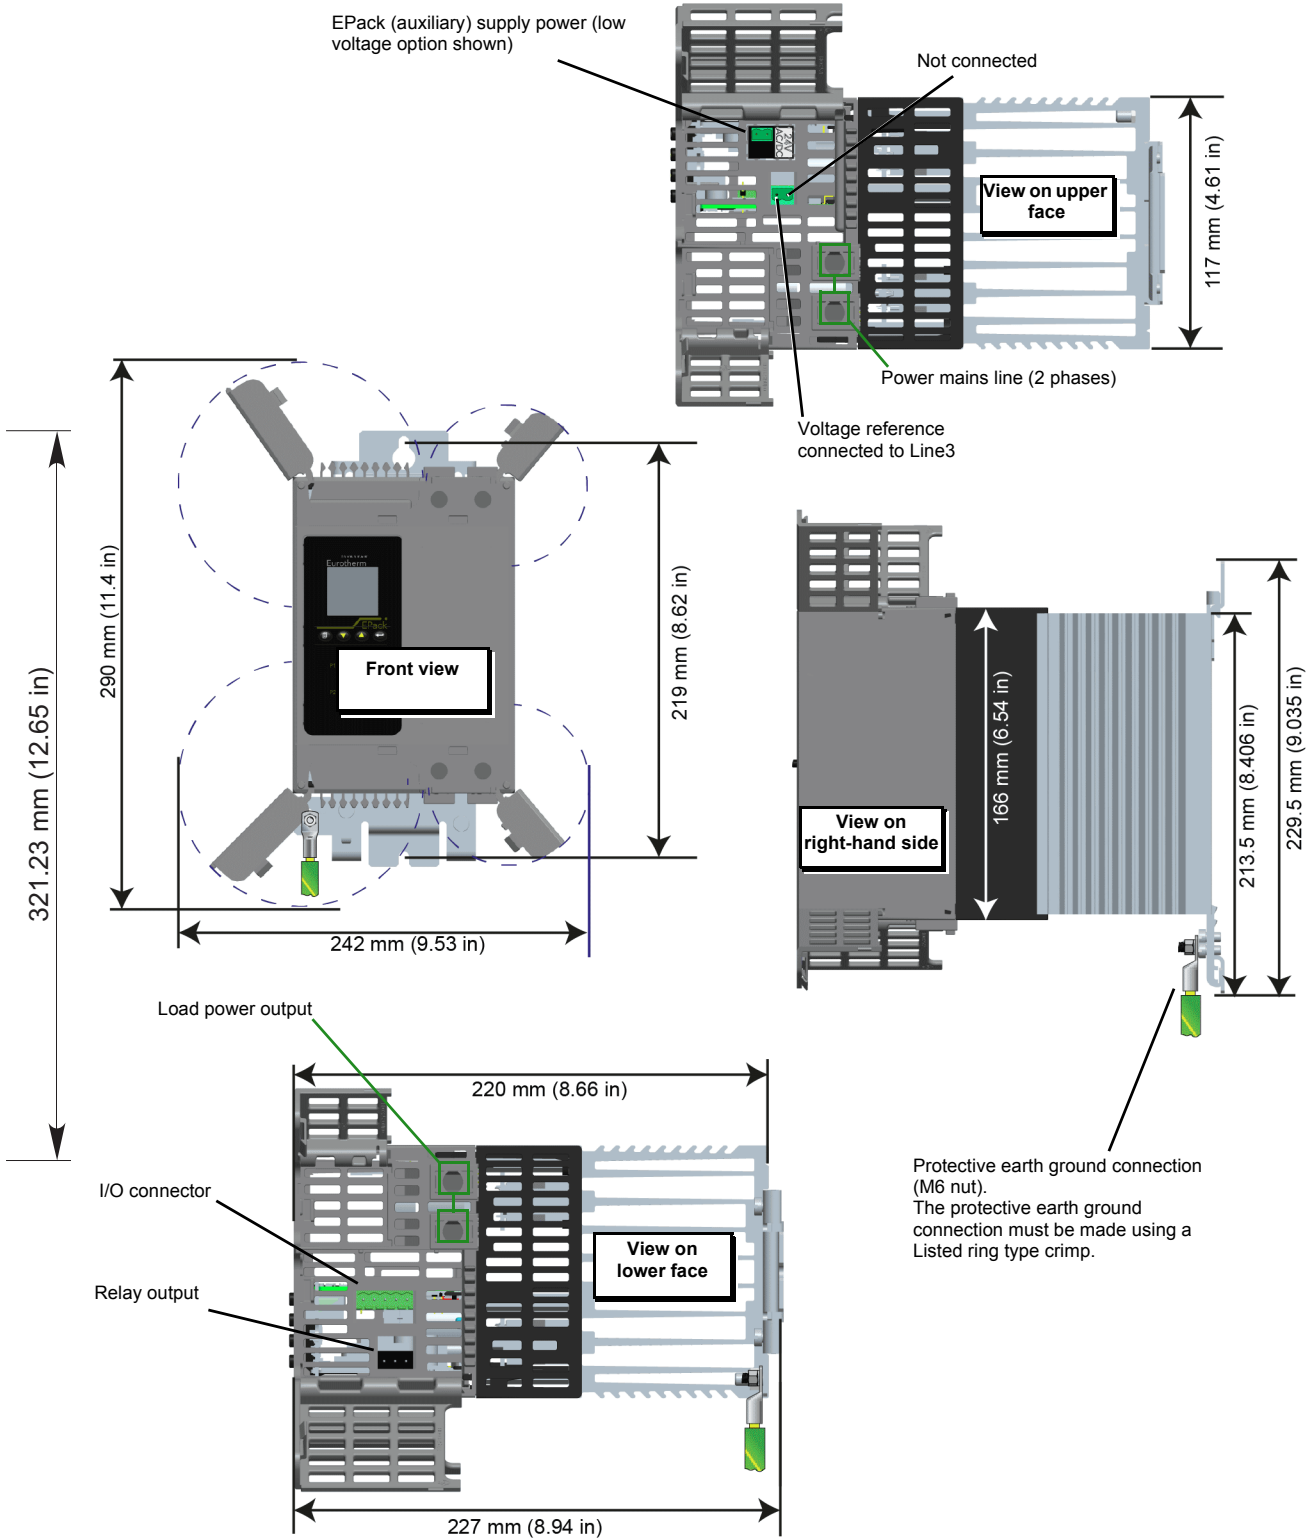 EPack (auxiliary) supply power (low
voltage option shown)
Not connected
24V
AC/DC
View on upper
face
117 mm (4.61 in)
Power mains line (2 phases)
Voltage reference
connected to Line3
290 mm (11.4 in)
321.23 mm (12.65 in)
Eurotherm
EPack
P1
P2
Front view
219 mm (8.62 in)
242 mm (9.53 in)
166 mm (6.54 in)
View on
right-hand side
213.5 mm (8.406 in)
229.5 mm (9.035 in)
Load power output
220 mm (8.66 in)
I/O connector
Relay output
View on
lower face
227 mm (8.94 in)
Protective earth ground connection
(M6 nut).
The protective earth ground
connection must be made using a
Listed ring type crimp.